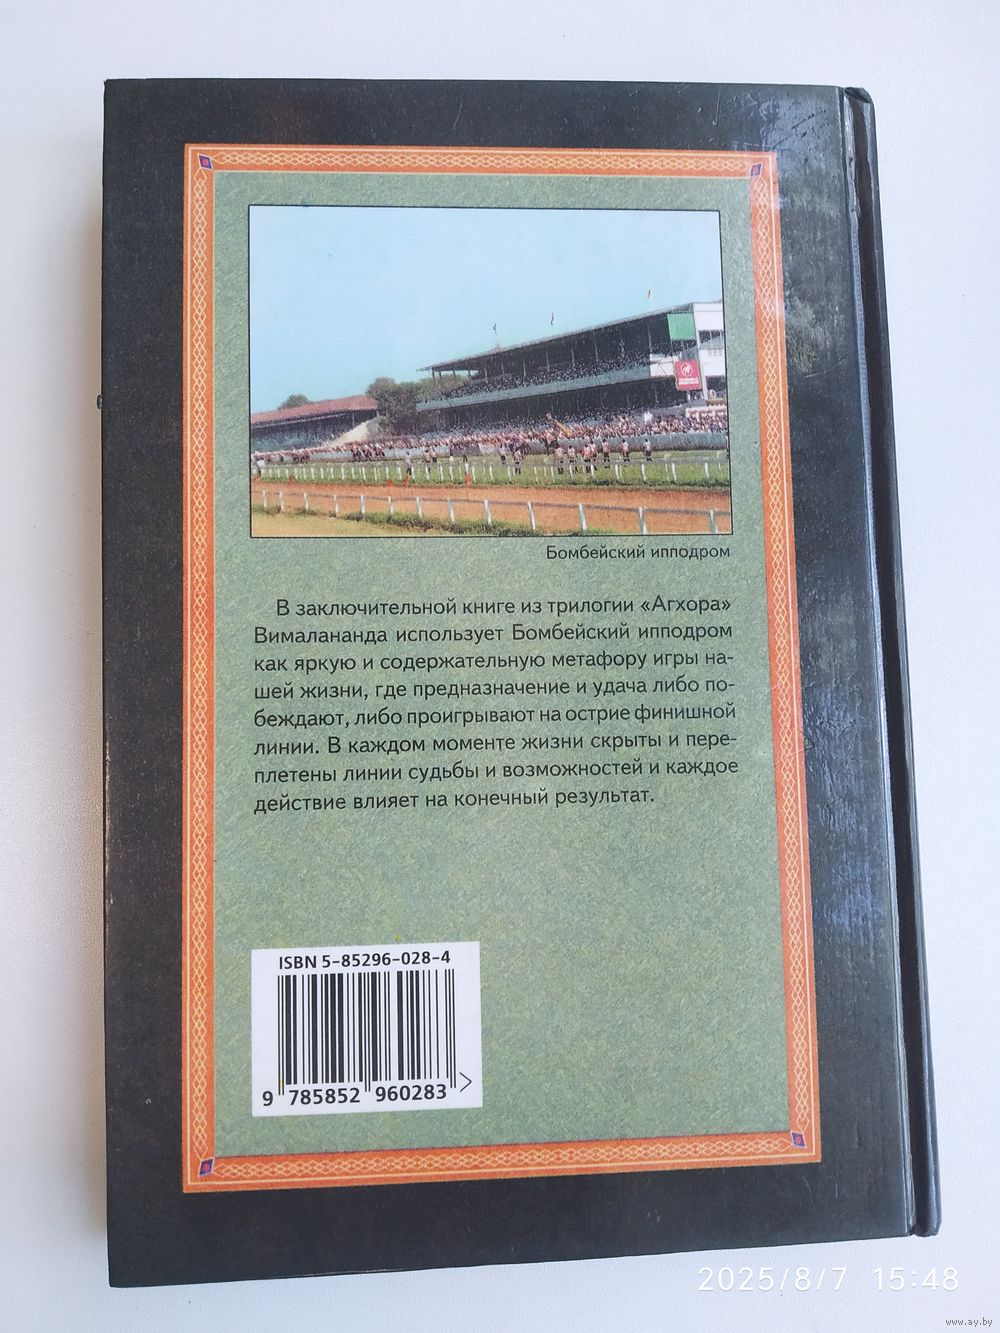 Бомбейский ипподром
В заключительной книге из трилогии «Агхора»
Вималананда использует Бомбейский ипподром
как яркую и содержательную метафору игры на-
шей жизни, где предназначение и удача либо по-
беждают, либо проигрывают на острие финишной
линии. В каждом моменте жизни скрыты и пере-
плетены линии судьбы и возможностей и каждое
действие влияет на конечный результат.
ISBN 5-85296-028-4
9 785852 960283 >
2025/8/7 15:48
www.ay.by